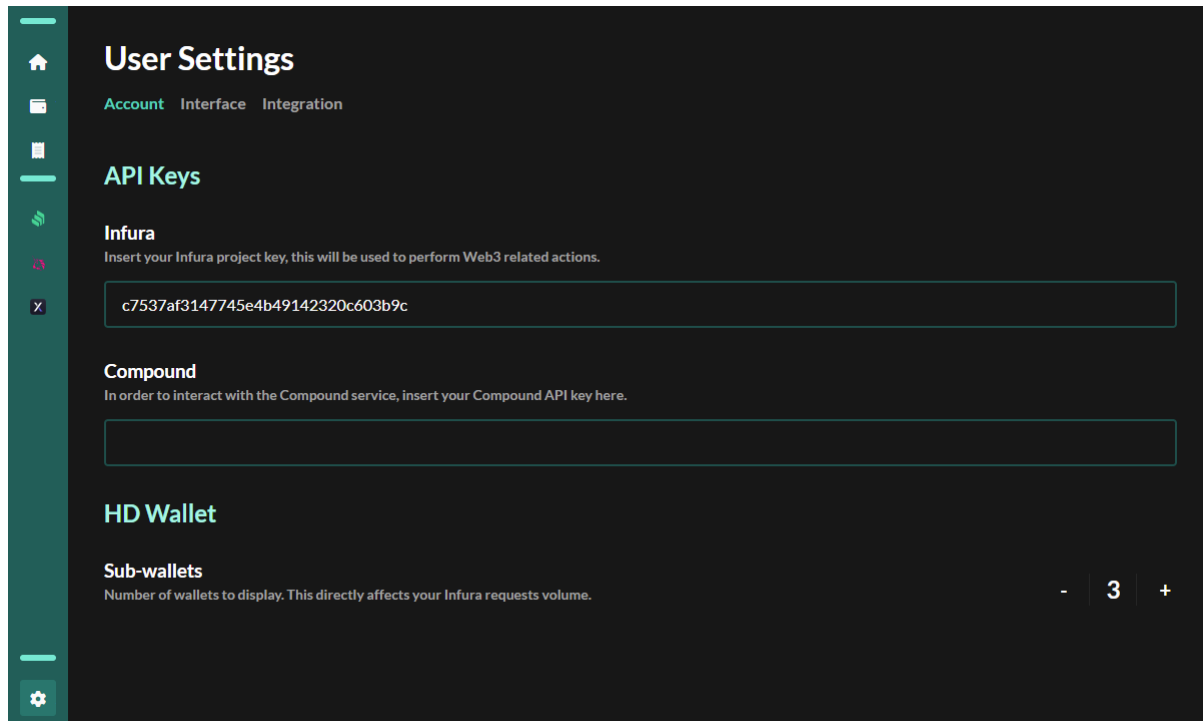 User Settings
Account Interface Integration
API Keys
Infura
Insert your Infura project key, this will be used to perform Web3 related actions.
c7537af3147745e4b49142320c603b9c
Compound
In order to interact with the Compound service, insert your Compound API key here.
HD Wallet
Sub-wallets
Number of wallets to display. This directly affects your Infura requests volume.
- 3 +